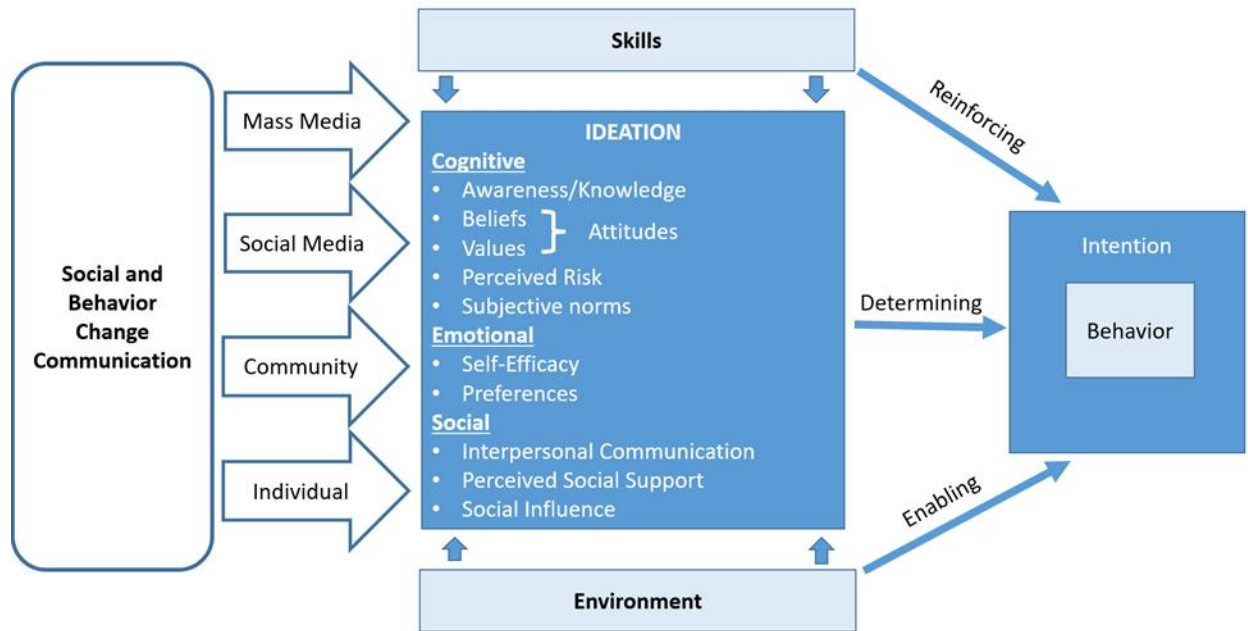 Social and
Behavior
Change
Communication
Mass Media
Social Media
Community
Individual
Skills
IDEATION
Cognitive
• Awareness/Knowledge
• Beliefs
• Values
Attitudes
• Perceived Risk
• Subjective norms
Emotional
• Self-Efficacy
• Preferences
Social
• Interpersonal Communication
• Perceived Social Support
• Social Influence
Environment
Reinforcing
Determining
Enabling
Intention
Behavior